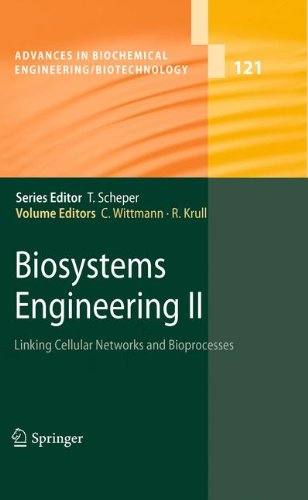 ADVANCES IN BIOCHEMICAL
ENGINEERING/BIOTECHNOLOGY
121
Series Editor T. Scheper
Volume Editors C. Wittmann · R. Krull
Biosystems
Engineering II
Linking Cellular Networks and Bioprocesses
Springer